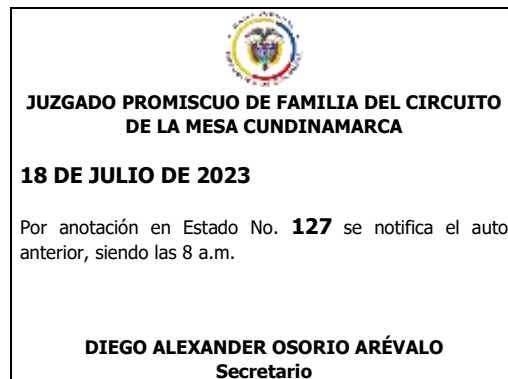 JUZGADO PROMISCUO DE FAMILIA DEL CIRCUITO
DE LA MESA CUNDINAMARCA
18 DE JULIO DE 2023
Por anotación en Estado No. 127 se notifica el auto
anterior, siendo las 8 a.m.
DIEGO ALEXANDER OSORIO ARÉVALO
Secretario